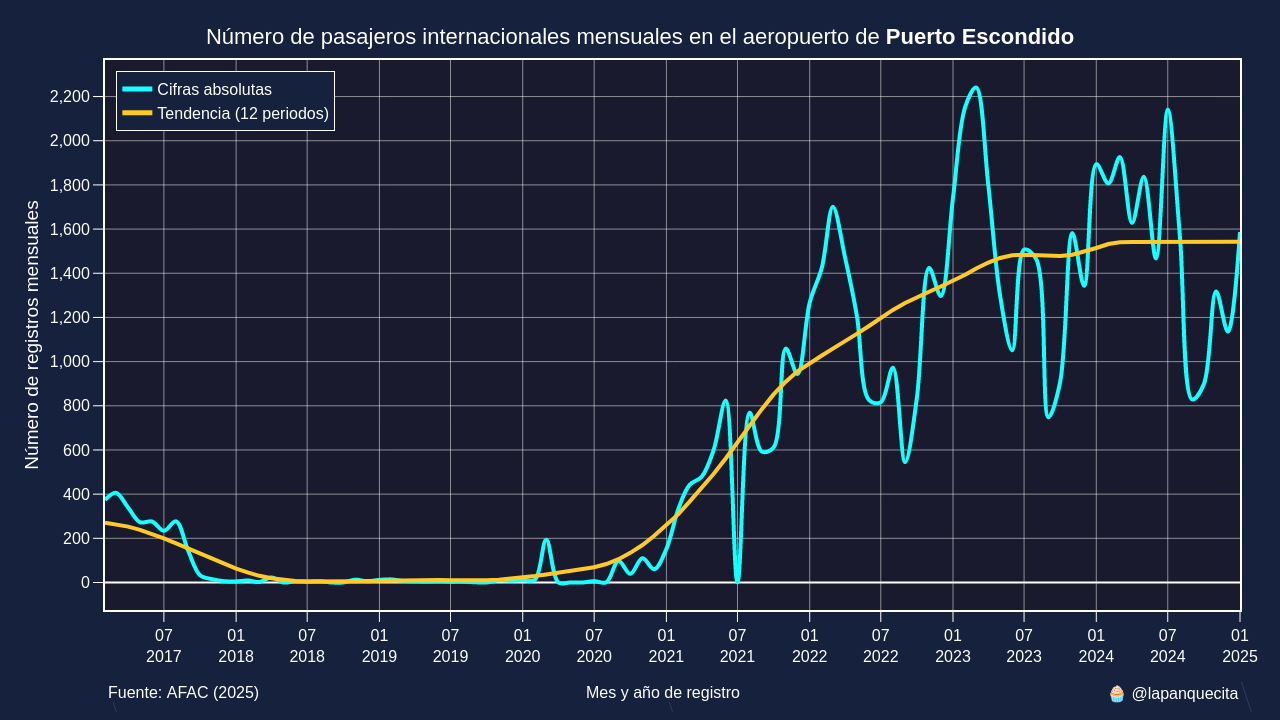 Número de pasajeros internacionales mensuales en el aeropuerto de Puerto Escondido
Cifras absolutas
Tendencia (12 periodos)
Número de registros mensuales
2,200
2,000
1,800
1,600
1,400
1,200
1,000
800
600
400
200
0
07 01 07 01 07 01 07 01 07 01 07 01 07 01 07 01
2017 2018 2018 2019 2019 2020 2020 2021 2021 2022 2022 2023 2023 2024 2024 2025
Fuente: AFAC (2025)
Mes y año de registro
🧁 @lapanquecita